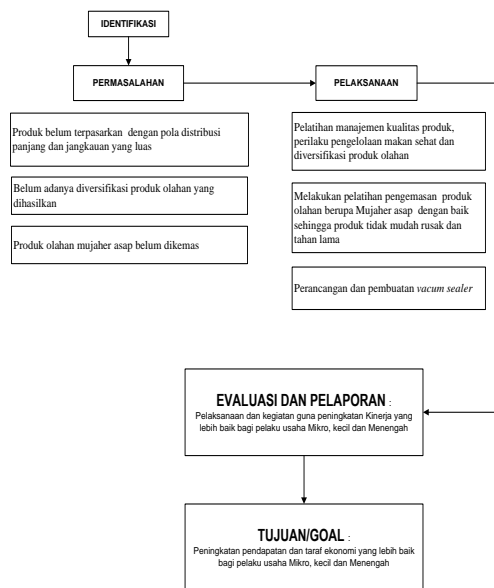 IDENTIFIKASI
PERMASALAHAN
PELAKSANAAN
Produk belum terpasarkan dengan pola distribusi
panjang dan jangkauan yang luas
Belum adanya diversifikasi produk olahan yang
dihasilkan
Produk olahan mujaher asap belum dikemas
Pelatihan manajemen kualitas produk,
perilaku pengelolaan makan sehat dan
diversifikasi produk olahan
Melakukan pelatihan pengemasan produk
olahan berupa Mujaher asap dengan baik
sehingga produk tidak mudah rusak dan
tahan lama
Perancangan dan pembuatan vacum sealer
EVALUASI DAN PELAPORAN :
Pelaksanaan dan kegiatan guna peningkatan Kinerja yang
lebih baik bagi pelaku usaha Mikro, kecil dan Menengah
TUJUAN/GOAL :
Peningkatan pendapatan dan taraf ekonomi yang lebih baik
bagi pelaku usaha Mikro, kecil dan Menengah